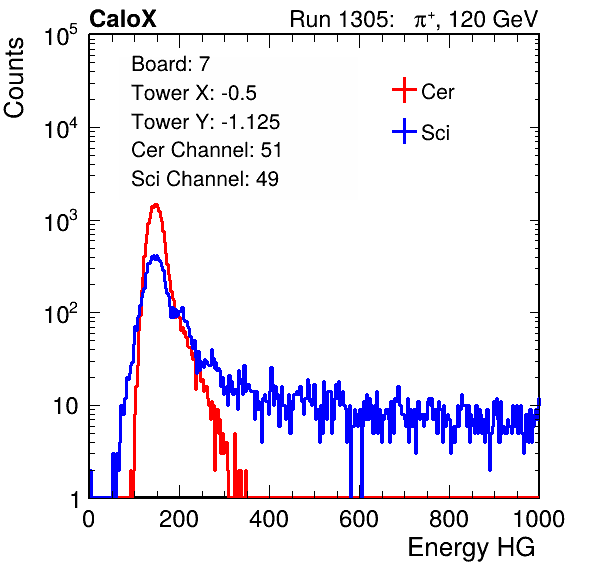 CaloX Run 1305: π⁺, 120 GeV
Board: 7
Tower X: -0.5
Tower Y: -1.125
Cer Channel: 51
Sci Channel: 49
Cer
Sci
Counts
10⁵
10⁴
10³
10²
10
1
0 200 400 600 800 1000
Energy HG